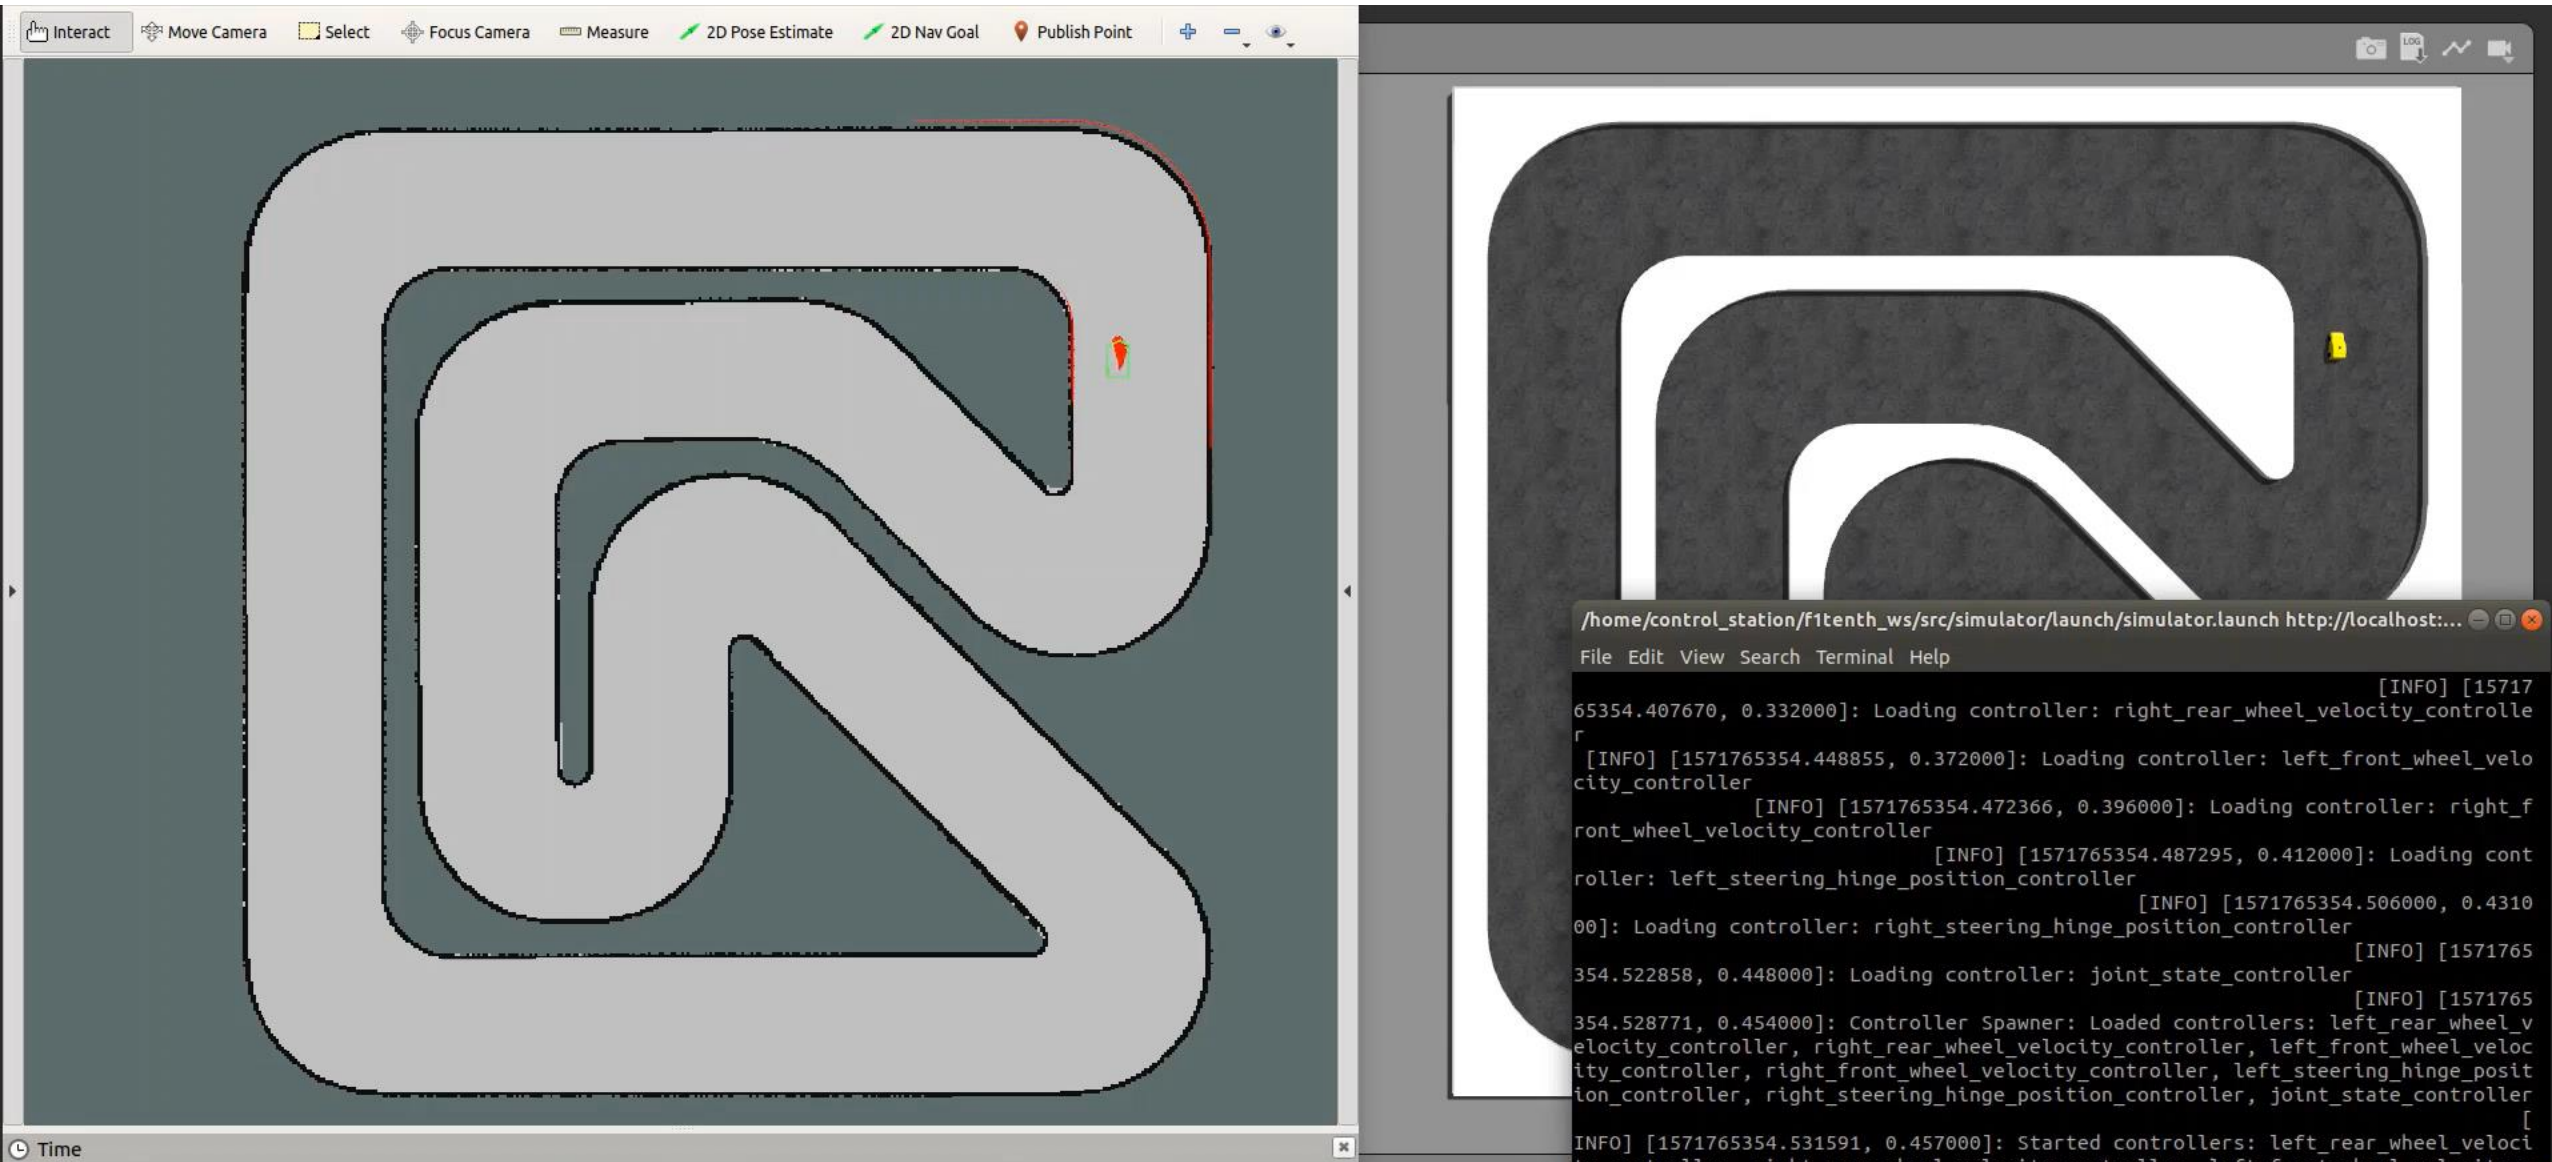 Interact Move Camera Select Focus Camera Measure 2D Pose Estimate 2D Nav Goal Publish Point
LOG
/home/control_station/f1tenth_ws/src/simulator/launch/simulator.launch http://localhost:...
File Edit View Search Terminal Help
[INFO] [15717
65354.407670, 0.332000]: Loading controller: right_rear_wheel_velocity_controlle
r
[INFO] [1571765354.448855, 0.372000]: Loading controller: left_front_wheel_velo
city_controller
[INFO] [1571765354.472366, 0.396000]: Loading controller: right_f
ront_wheel_velocity_controller
[INFO] [1571765354.487295, 0.412000]: Loading cont
roller: left_steering_hinge_position_controller
[INFO] [1571765354.506000, 0.4310
00]: Loading controller: right_steering_hinge_position_controller
[INFO] [1571765
354.522858, 0.448000]: Loading controller: joint_state_controller
[INFO] [1571765
354.528771, 0.454000]: Controller Spawner: Loaded controllers: left_rear_wheel_v
elocity_controller, right_rear_wheel_velocity_controller, left_front_wheel_veloc
ity_controller, right_front_wheel_velocity_controller, left_steering_hinge_posit
ion_controller, right_steering_hinge_position_controller, joint_state_controller
[
INFO] [1571765354.531591, 0.457000]: Started controllers: left_rear_wheel_veloci
Time